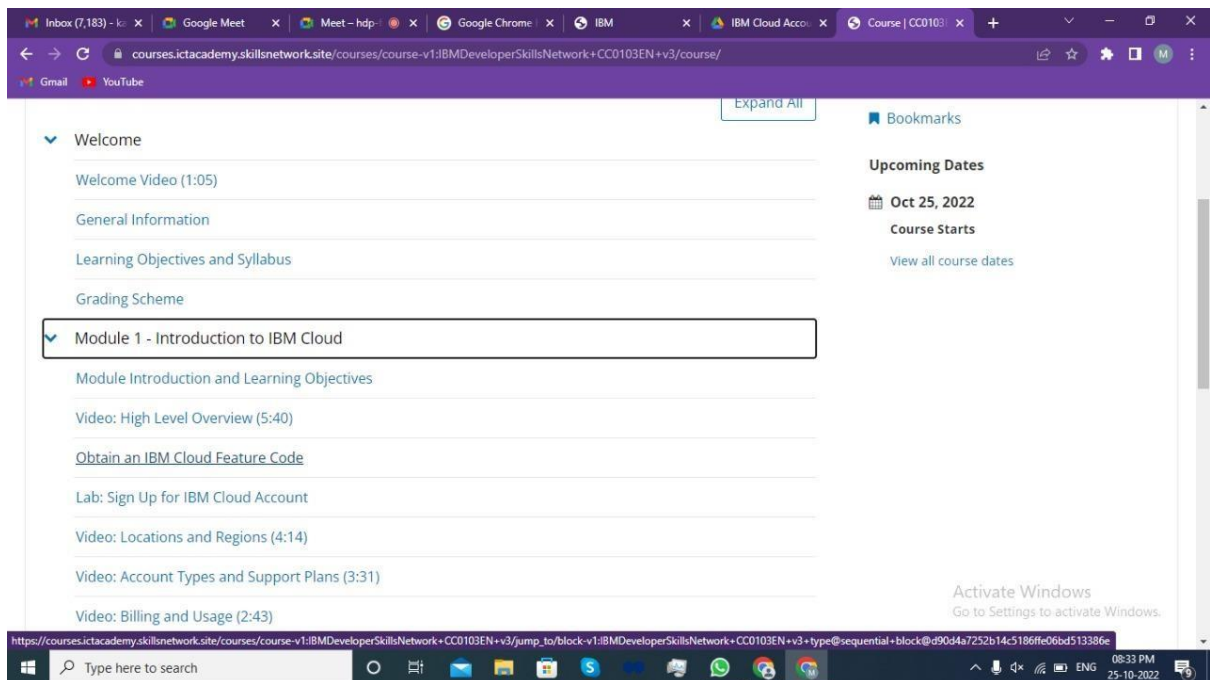 Inbox (7,183) - ka
Google Meet
Meet – hdp-
Google Chrome
IBM
IBM Cloud Accou
Course | CC0103
courses.ictacademy.skillsnetwork.site/courses/course-v1:IBMDeveloperSkillsNetwork+CC0103EN+v3/course/
M
Gmail
YouTube
Expand All
Bookmarks
Welcome
Upcoming Dates
Welcome Video (1:05)
Oct 25, 2022
General Information
Course Starts
Learning Objectives and Syllabus
View all course dates
Grading Scheme
Module 1 - Introduction to IBM Cloud
Module Introduction and Learning Objectives
Video: High Level Overview (5:40)
Obtain an IBM Cloud Feature Code
Lab: Sign Up for IBM Cloud Account
Video: Locations and Regions (4:14)
Video: Account Types and Support Plans (3:31)
Activate Windows
Go to Settings to activate Windows.
Video: Billing and Usage (2:43)
https://courses.ictacademy.skillsnetwork.site/courses/course-v1:IBMDeveloperSkillsNetwork+CC0103EN+v3/jump_to/block-v1:IBMDeveloperSkillsNetwork+CC0103EN+v3+type@sequential+block@d90d4a7252b14c5186ffe06bd513386e
Type here to search
ENG
08:33 PM
25-10-2022